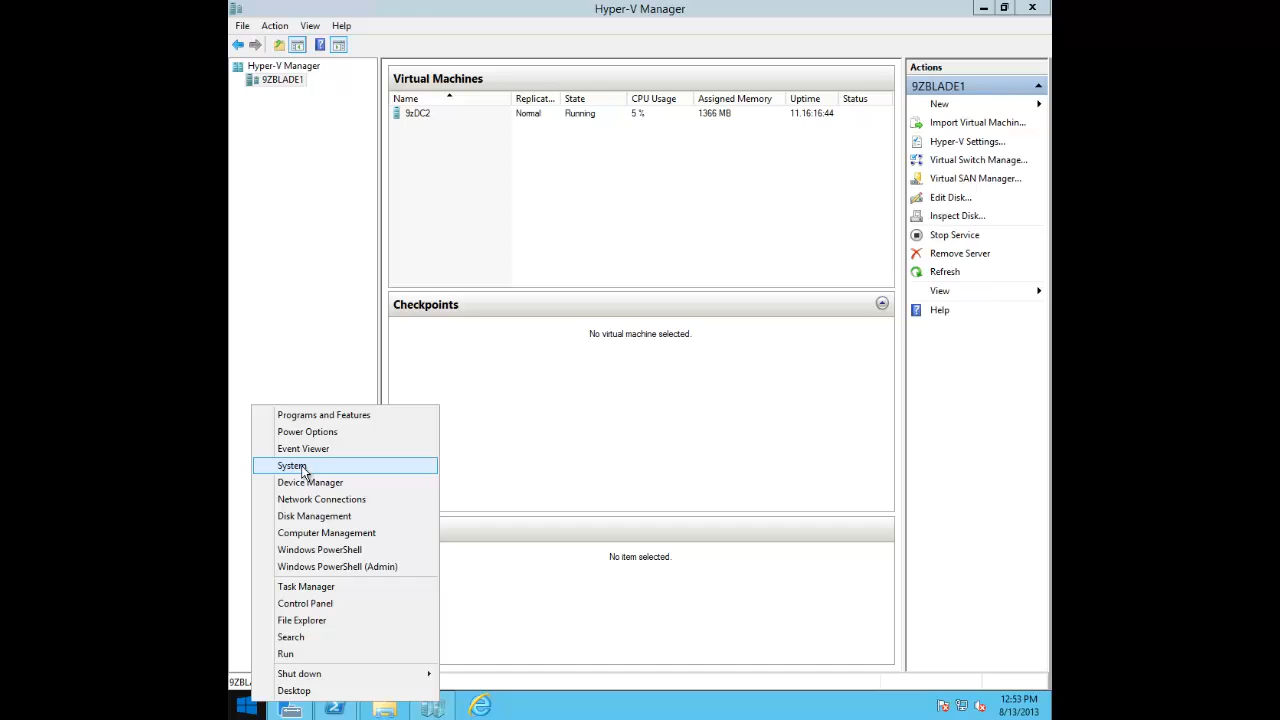 Hyper-V Manager
File Action View Help
Hyper-V Manager
9ZBLADE1
Virtual Machines
Name Replicat... State CPU Usage Assigned Memory Uptime Status
9zDC2 Normal Running 5 % 1366 MB 11.16:16:44
Checkpoints
No virtual machine selected.
No item selected.
Actions
9ZBLADE1
New
Import Virtual Machin...
Hyper-V Settings...
Virtual Switch Manage...
Virtual SAN Manager...
Edit Disk...
Inspect Disk...
Stop Service
Remove Server
Refresh
View
Help
Programs and Features
Power Options
Event Viewer
System
Device Manager
Network Connections
Disk Management
Computer Management
Windows PowerShell
Windows PowerShell (Admin)
Task Manager
Control Panel
File Explorer
Search
Run
Shut down
Desktop
9ZBL
12:53 PM
8/13/2013